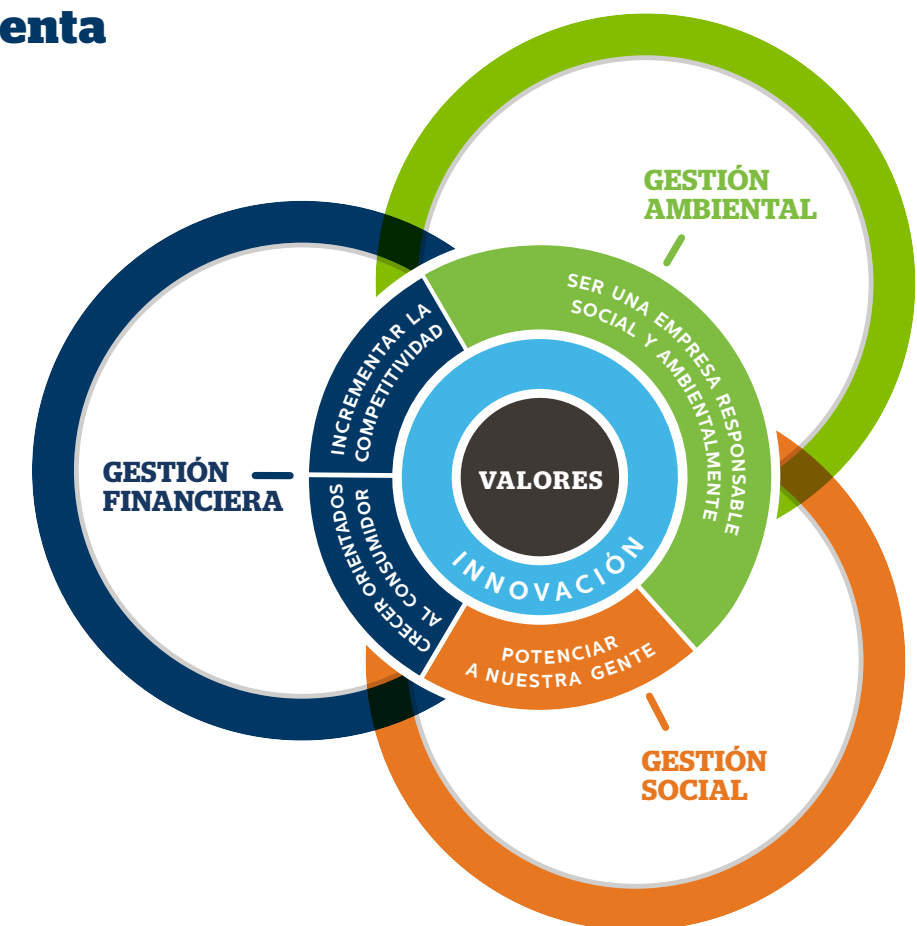 enta
GESTIÓN
AMBIENTAL
SER UNA EMPRESA RESPONSABLE
SOCIAL Y AMBIENTALMENTE
INCREMENTAR LA
COMPETITIVIDAD
GESTIÓN
FINANCIERA
CRECER ORIENTADOS
AL CONSUMIDOR
VALORES
INNOVACIÓN
POTENCIAR
A NUESTRA GENTE
GESTIÓN
SOCIAL